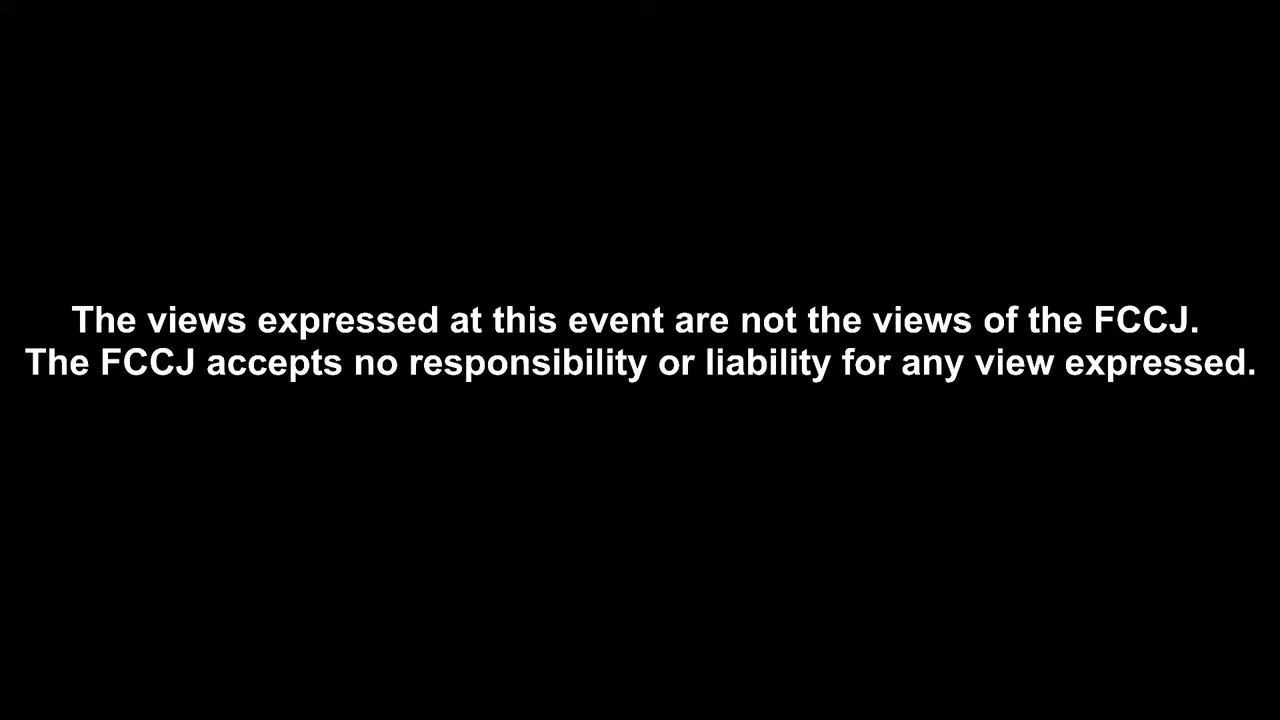 The views expressed at this event are not the views of the FCCJ.
The FCCJ accepts no responsibility or liability for any view expressed.